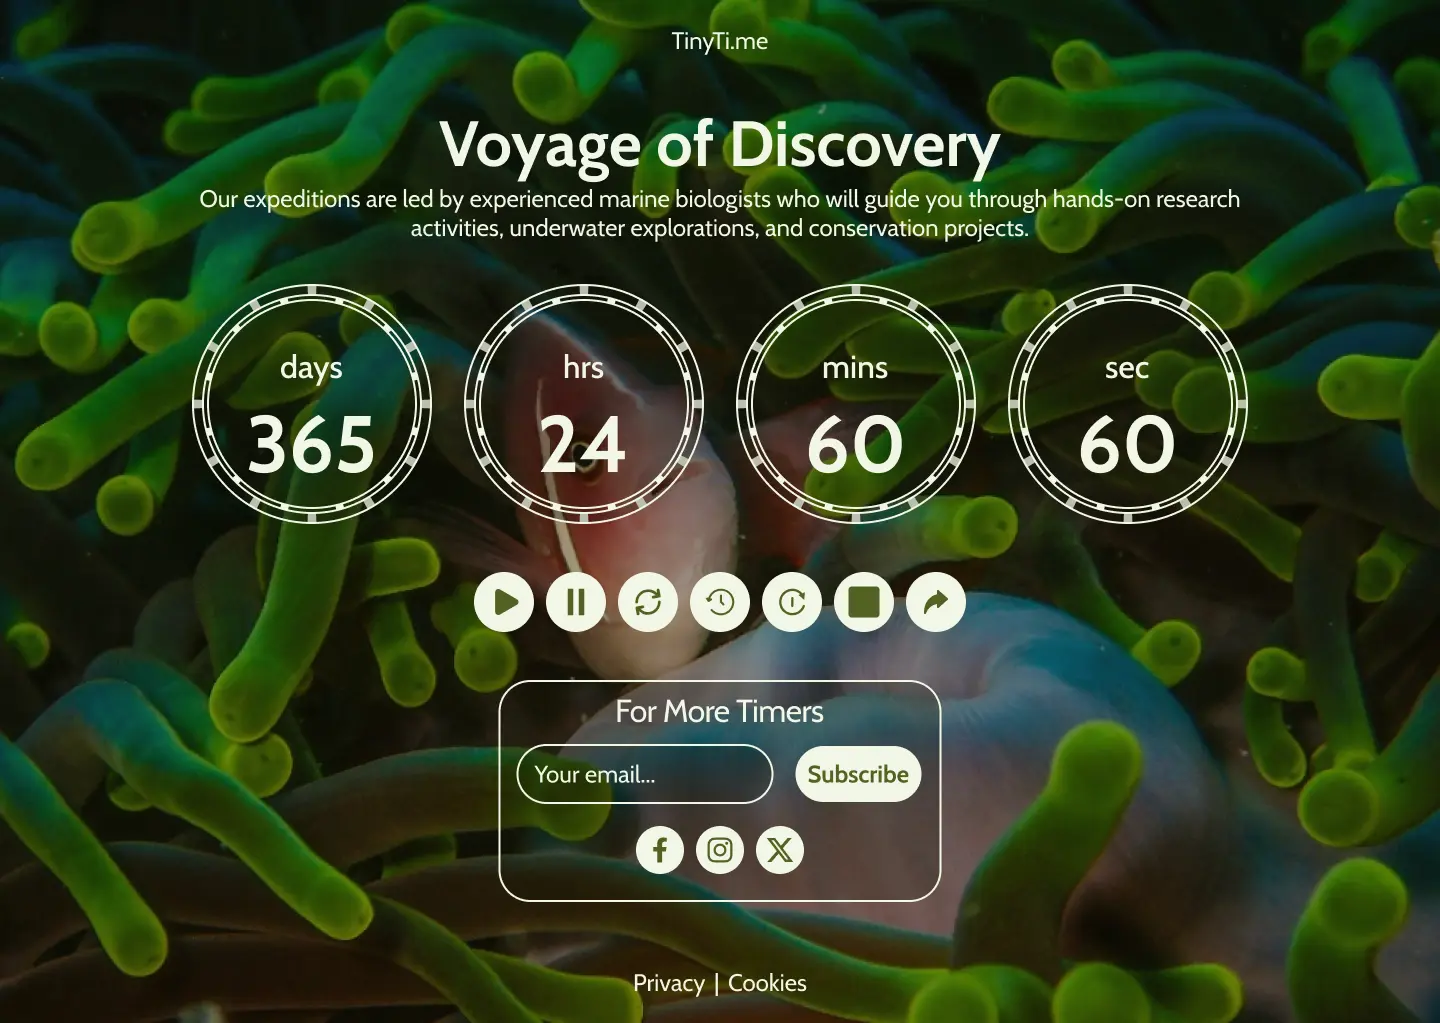 TinyTi.me
Voyage of Discovery
Our expeditions are led by experienced marine biologists who will guide you through hands-on research
activities, underwater explorations, and conservation projects.
days
365
hrs
24
mins
60
sec
60
For More Timers
Your email...
Subscribe
Privacy | Cookies